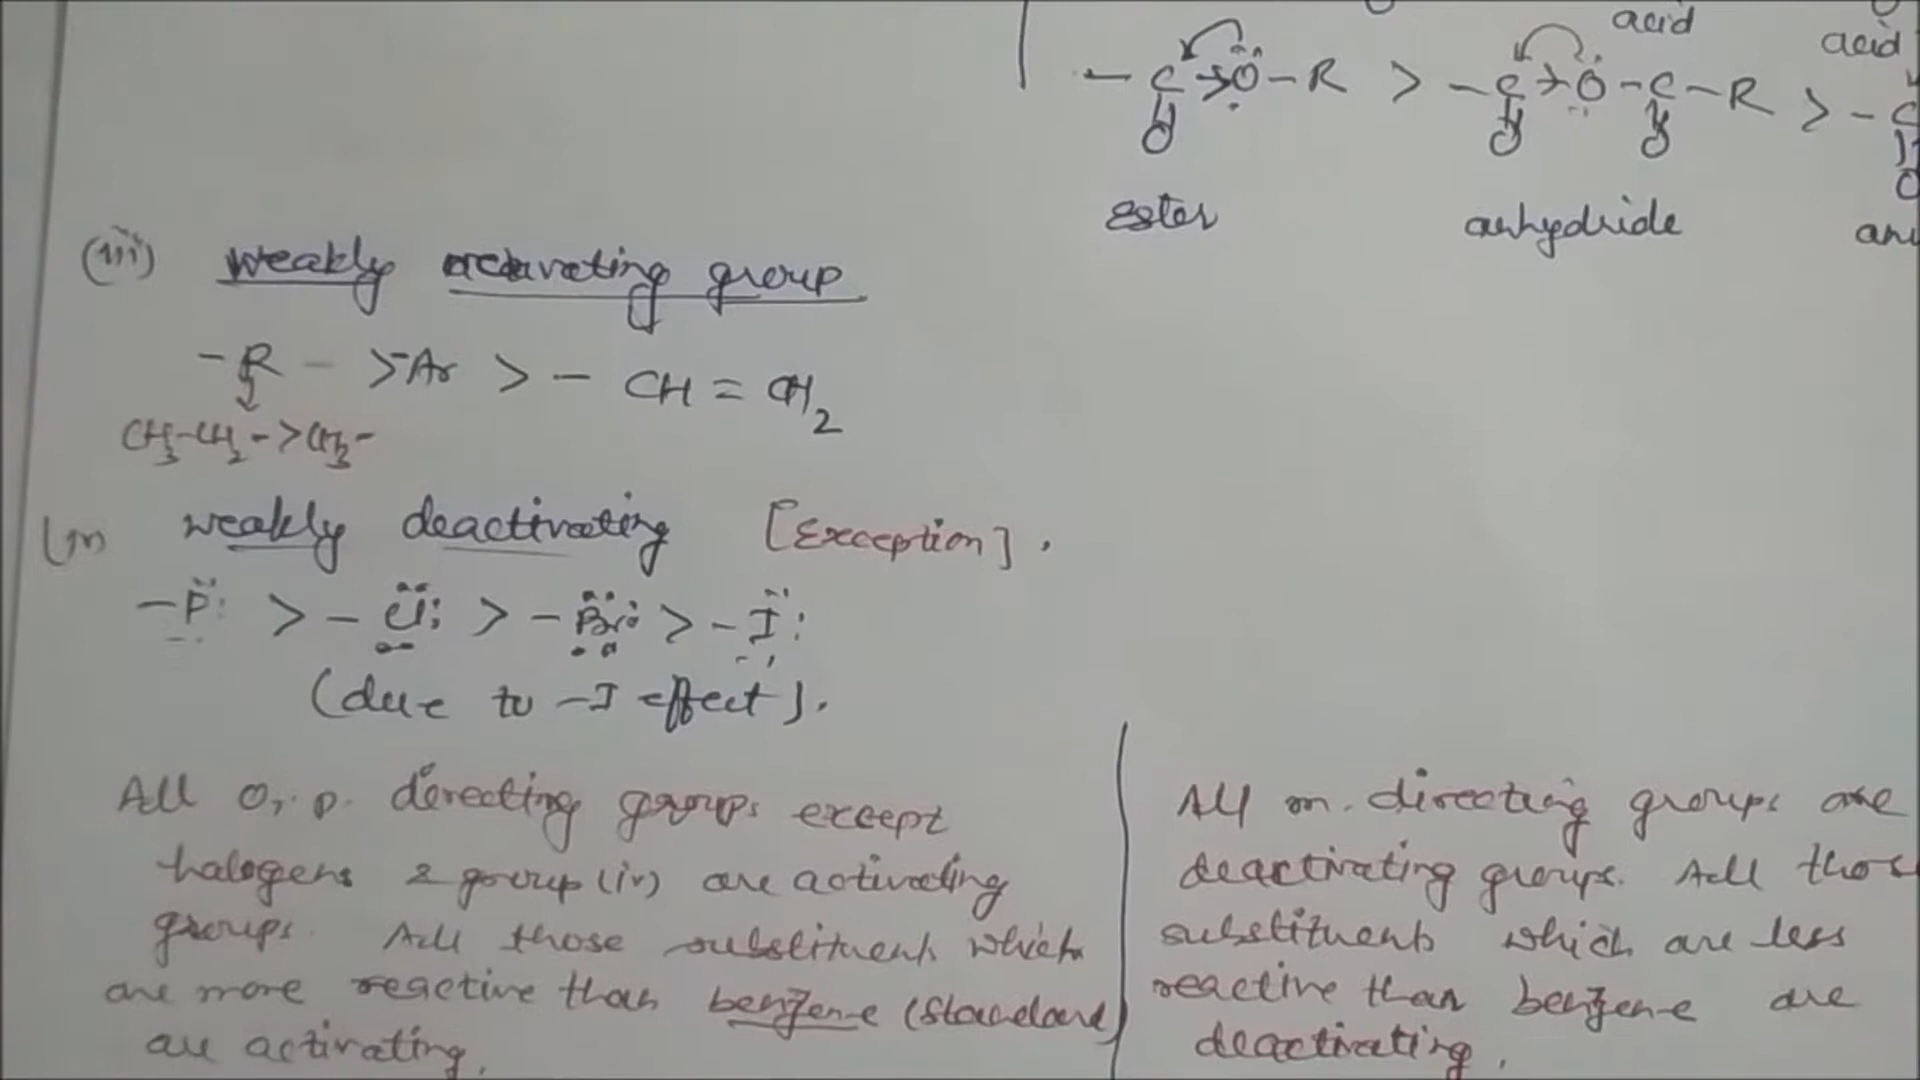 acid
acid
- C → Ö - R > - C → Ö - C - R > - C
O O O O
ester anhydride
(iii) weakly activating group
- R - > - Ar > - CH = CH2
CH3-CH2- > CH3-
(iv) weakly deactivating [Exception].
- F: > - Cl: > - Br: > - I:
(due to -I effect).
All o, p. derecting groups except
halogens & group (iv) are activating
groups. All those substituents which
are more reactive than benzene (Standard)
are activating.
All m. directing groups are
deactivating groups. All thos
substituents which are less
reactive than benzene are
deactivating.